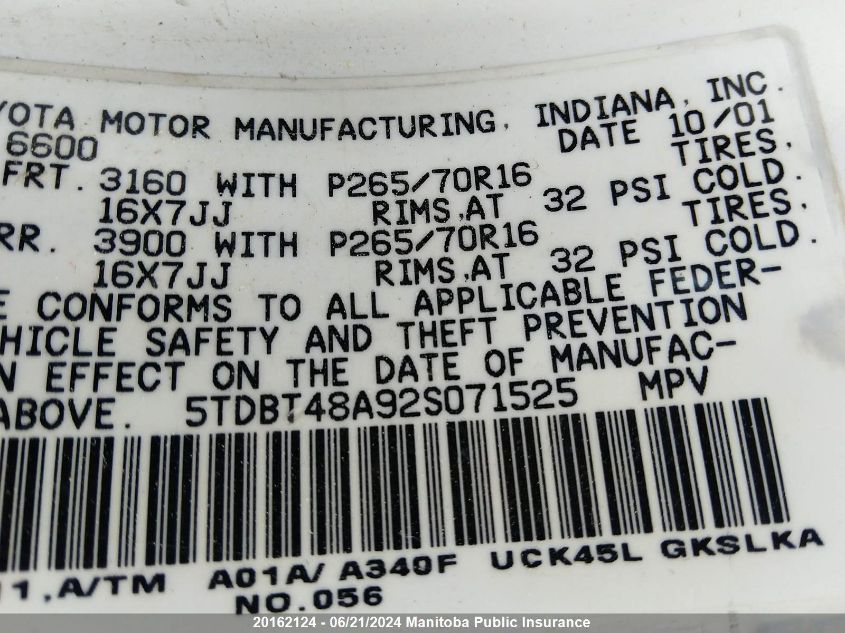 YOTA MOTOR MANUFACTURING, INDIANA, INC.
6600 DATE 10/01
FRT. 3160 WITH P265/70R16 TIRES.
16X7JJ RIMS,AT 32 PSI COLD.
RR. 3900 WITH P265/70R16 TIRES.
16X7JJ RIMS,AT 32 PSI COLD.
E CONFORMS TO ALL APPLICABLE FEDER-
HICLE SAFETY AND THEFT PREVENTION
N EFFECT ON THE DATE OF MANUFAC-
ABOVE. 5TDBT48A92S071525 MPV
11,A/TM A01A/ A340F UCK45L GKSLKA
NO.056
20162124 - 06/21/2024 Manitoba Public Insurance